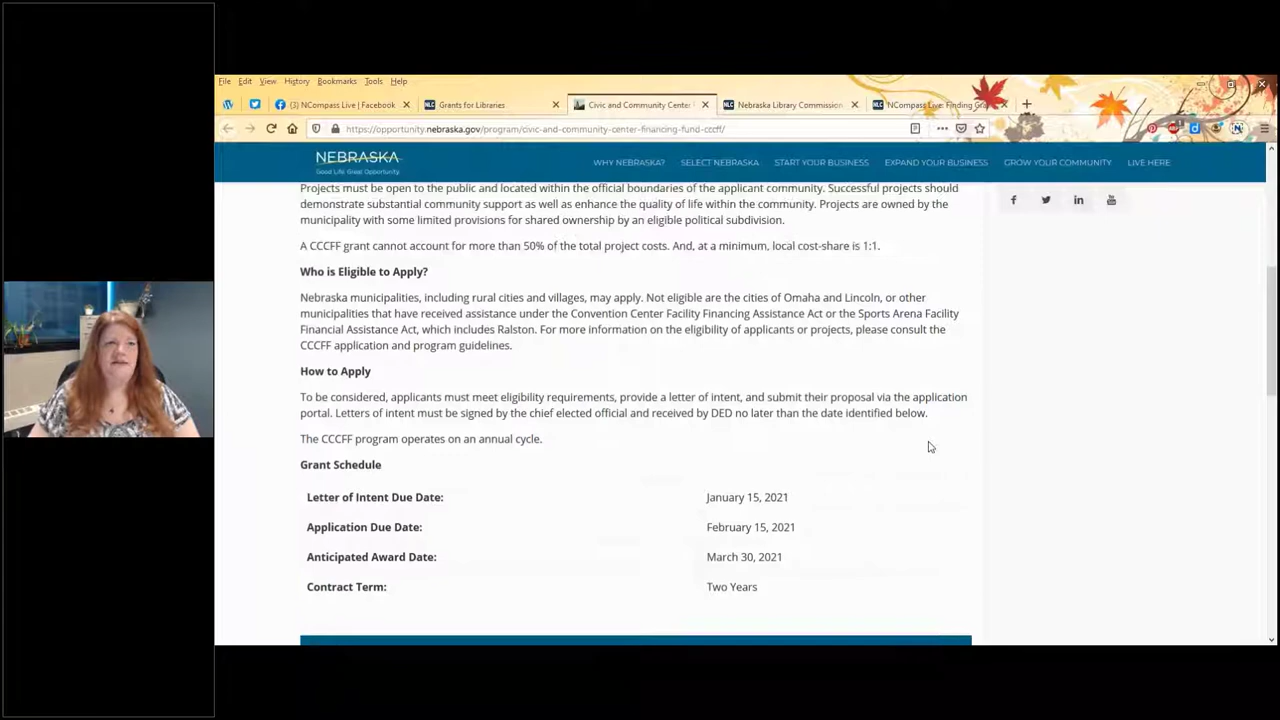 File Edit View History Bookmarks Tools Help
(3) NCompass Live | Facebook
Grants for Libraries
Civic and Community Center
Nebraska Library Commission
NCompass Live: Finding Gra
https://opportunity.nebraska.gov/program/civic-and-community-center-financing-fund-cccff/
NEBRASKA
Good Life. Great Opportunity.
WHY NEBRASKA? SELECT NEBRASKA START YOUR BUSINESS EXPAND YOUR BUSINESS GROW YOUR COMMUNITY LIVE HERE
Projects must be open to the public and located within the official boundaries of the applicant community. Successful projects should
demonstrate substantial community support as well as enhance the quality of life within the community. Projects are owned by the
municipality with some limited provisions for shared ownership by an eligible political subdivision.
A CCCFF grant cannot account for more than 50% of the total project costs. And, at a minimum, local cost-share is 1:1.
Who is Eligible to Apply?
Nebraska municipalities, including rural cities and villages, may apply. Not eligible are the cities of Omaha and Lincoln, or other
municipalities that have received assistance under the Convention Center Facility Financing Assistance Act or the Sports Arena Facility
Financial Assistance Act, which includes Ralston. For more information on the eligibility of applicants or projects, please consult the
CCCFF application and program guidelines.
How to Apply
To be considered, applicants must meet eligibility requirements, provide a letter of intent, and submit their proposal via the application
portal. Letters of intent must be signed by the chief elected official and received by DED no later than the date identified below.
The CCCFF program operates on an annual cycle.
Grant Schedule
Letter of Intent Due Date: January 15, 2021
Application Due Date: February 15, 2021
Anticipated Award Date: March 30, 2021
Contract Term: Two Years